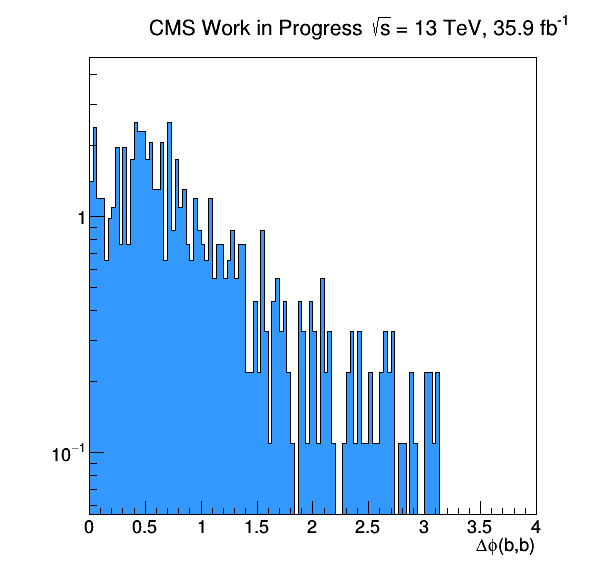 CMS Work in Progress √s = 13 TeV, 35.9 fb⁻¹
1
10⁻¹
0 0.5 1 1.5 2 2.5 3 3.5 4
Δϕ(b,b)